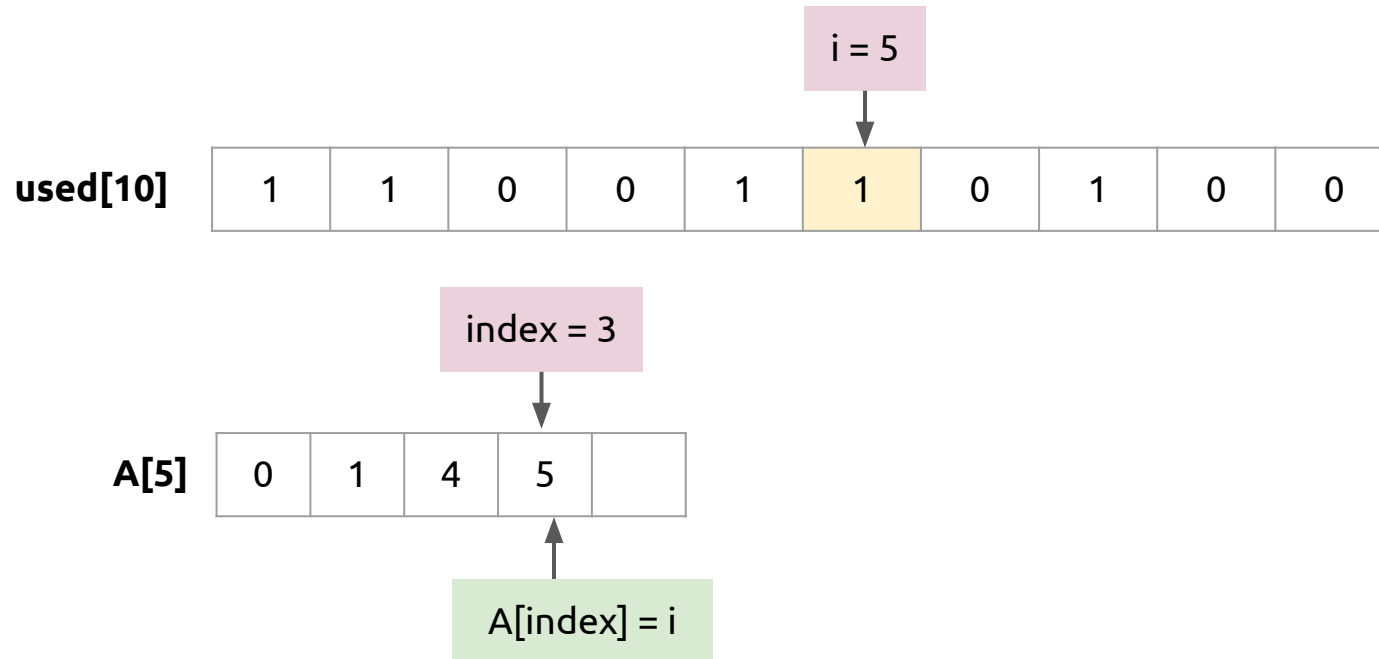 i = 5
used[10] 1 1 0 0 1 1 0 1 0 0
index = 3
A[5] 0 1 4 5
A[index] = i